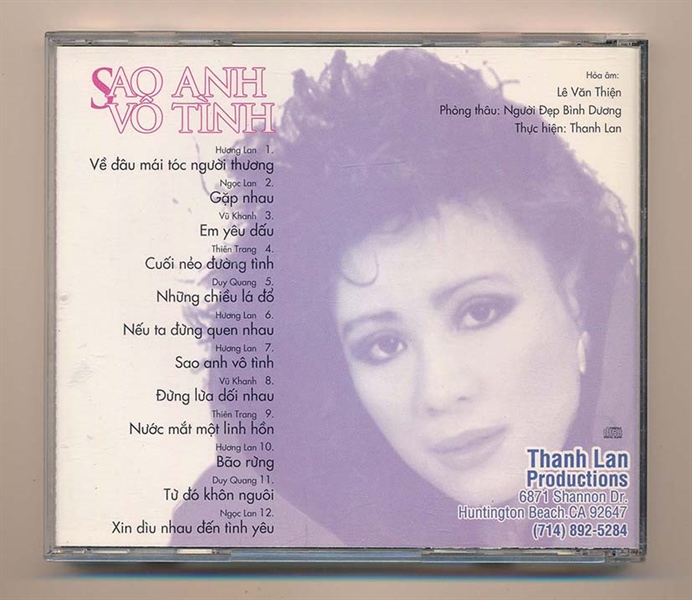 SAO ANH
VÔ TÌNH
Hương Lan 1.
Về đâu mái tóc người thương
Ngọc Lan 2.
Gặp nhau
Vũ Khanh 3.
Em yêu dấu
Thiên Trang 4.
Cuối nẻo đường tình
Duy Quang 5.
Những chiều lá đổ
Hương Lan 6.
Nếu ta đừng quen nhau
Hương Lan 7.
Sao anh vô tình
Vũ Khanh 8.
Đừng lừa dối nhau
Thiên Trang 9.
Nước mắt một linh hồn
Hương Lan 10.
Bão rừng
Duy Quang 11.
Từ đó khôn nguôi
Ngọc Lan 12.
Xin dìu nhau đến tình yêu
Hòa âm:
Lê Văn Thiện
Phòng thâu: Người Đẹp Bình Dương
Thực hiện: Thanh Lan
Thanh Lan
Productions
6871 Shannon Dr.
Huntington Beach.CA 92647
(714) 892-5284